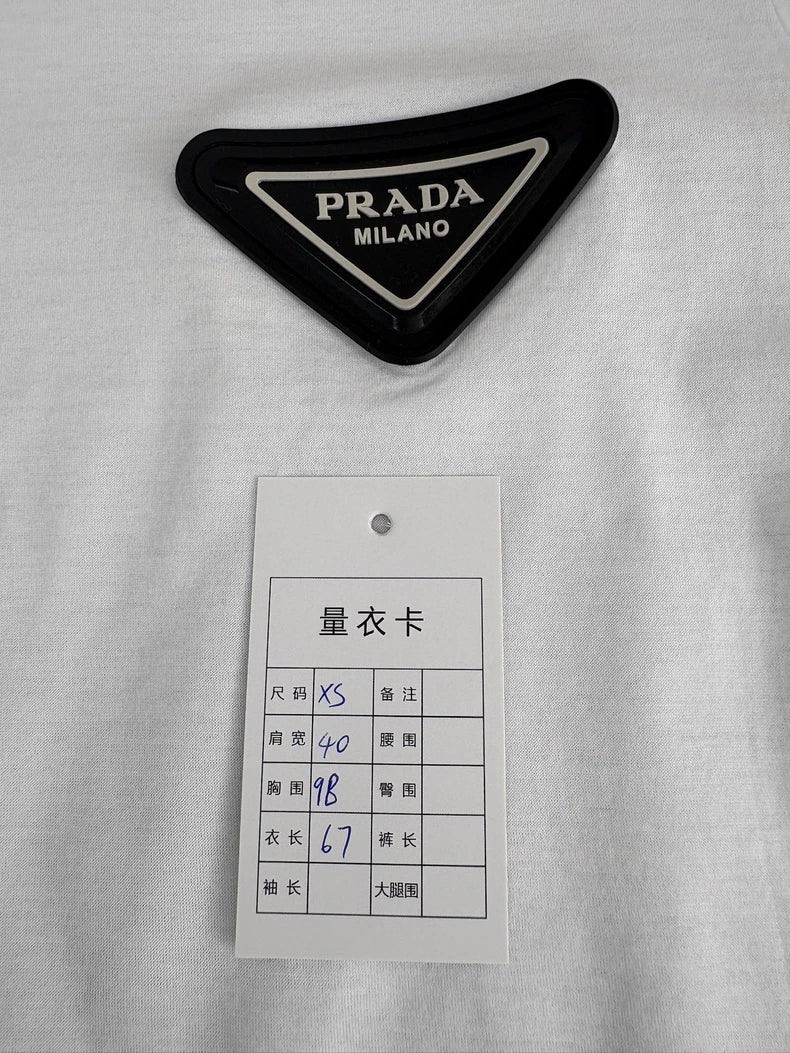 PRADA
MILANO
量衣卡
尺码 XS 备注
肩宽 40 腰围
胸围 98 臀围
衣长 67 裤长
袖长 大腿围